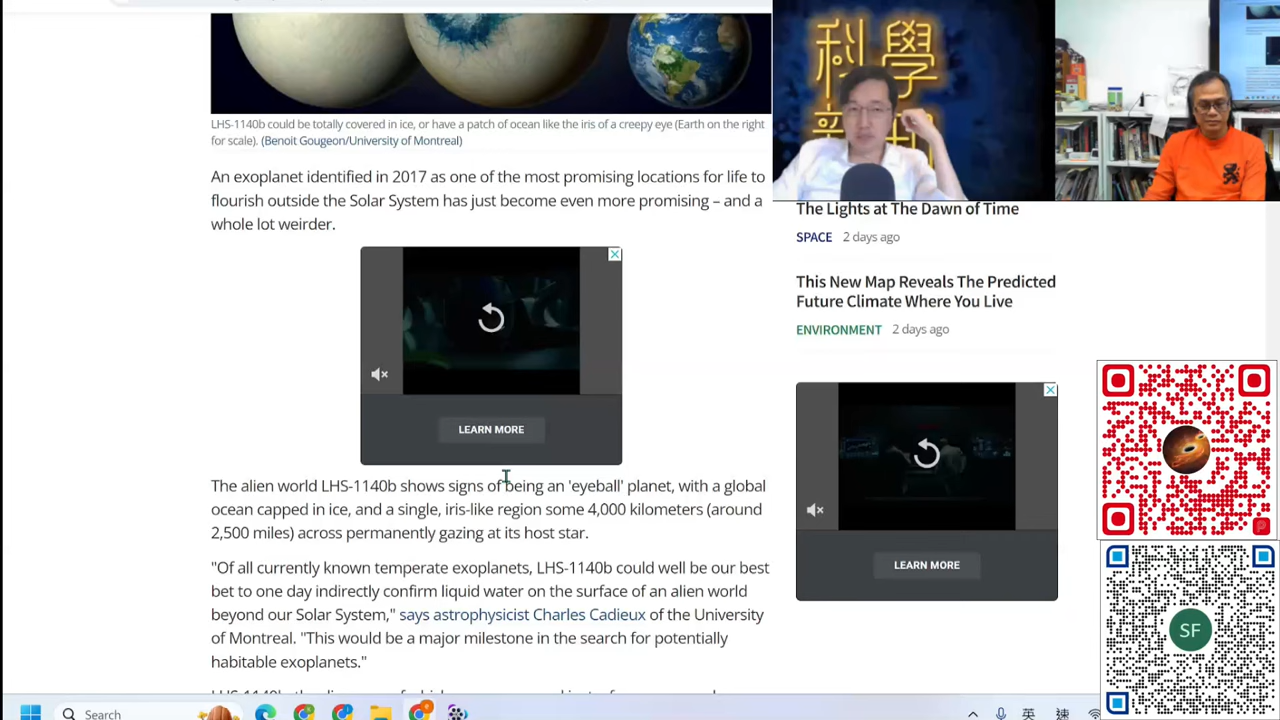 科學
LHS-1140b could be totally covered in ice, or have a patch of ocean like the iris of a creepy eye (Earth on the right
for scale). (Benoit Gougeon/University of Montreal)
An exoplanet identified in 2017 as one of the most promising locations for life to
flourish outside the Solar System has just become even more promising – and a
whole lot weirder.
LEARN MORE
The alien world LHS-1140b shows signs of being an 'eyeball' planet, with a global
ocean capped in ice, and a single, iris-like region some 4,000 kilometers (around
2,500 miles) across permanently gazing at its host star.
"Of all currently known temperate exoplanets, LHS-1140b could well be our best
bet to one day indirectly confirm liquid water on the surface of an alien world
beyond our Solar System," says astrophysicist Charles Cadieux of the University
of Montreal. "This would be a major milestone in the search for potentially
habitable exoplanets."
The Lights at The Dawn of Time
SPACE 2 days ago
This New Map Reveals The Predicted
Future Climate Where You Live
ENVIRONMENT 2 days ago
LEARN MORE
SF
Search
英 速